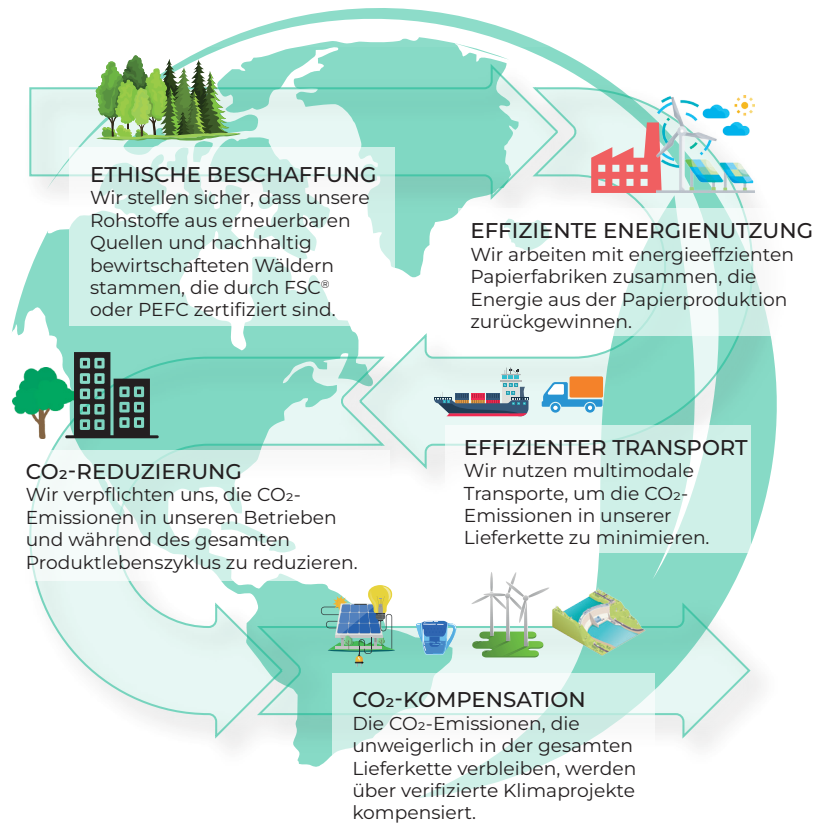 ETHISCHE BESCHAFFUNG
Wir stellen sicher, dass unsere
Rohstoffe aus erneuerbaren
Quellen und nachhaltig
bewirtschafteten Wäldern
stammen, die durch FSC®
oder PEFC zertifiziert sind.
EFFIZIENTE ENERGIENUTZUNG
Wir arbeiten mit energieeffzienten
Papierfabriken zusammen, die
Energie aus der Papierproduktion
zurückgewinnen.
EFFIZIENTER TRANSPORT
Wir nutzen multimodale
Transporte, um die CO₂-
Emissionen in unserer
Lieferkette zu minimieren.
CO₂-REDUZIERUNG
Wir verpflichten uns, die CO₂-
Emissionen in unseren Betrieben
und während des gesamten
Produktlebenszyklus zu reduzieren.
CO₂-KOMPENSATION
Die CO₂-Emissionen, die
unweigerlich in der gesamten
Lieferkette verbleiben, werden
über verifizierte Klimaprojekte
kompensiert.